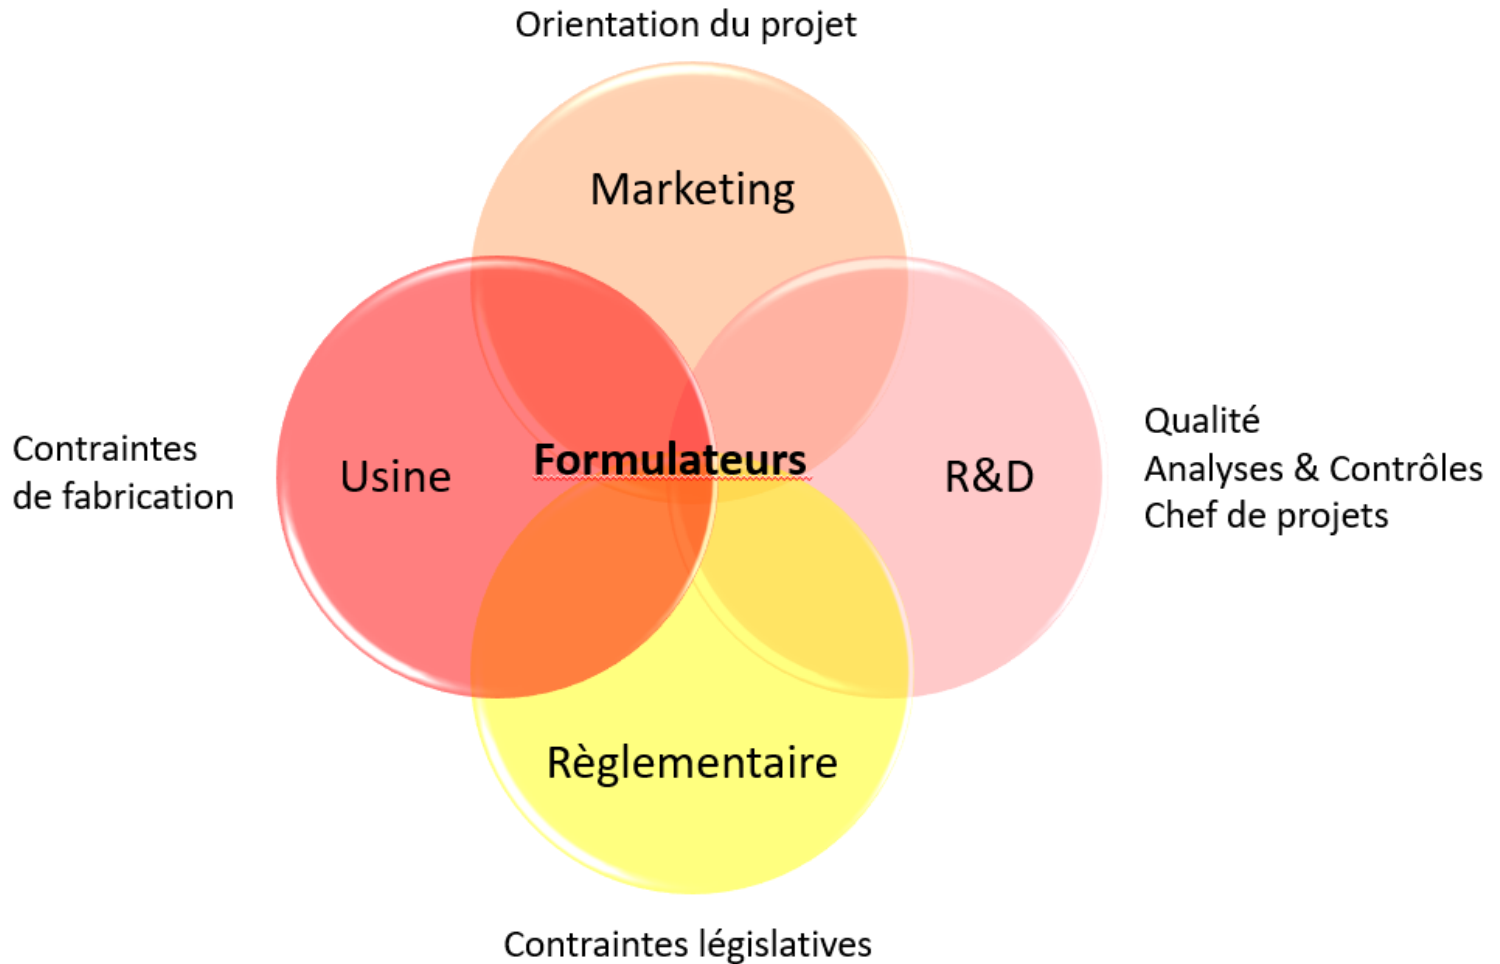 Orientation du projet
Marketing
Contraintes
de fabrication
Usine
Formulateurs
R&D
Qualité
Analyses & Contrôles
Chef de projets
Règlementaire
Contraintes législatives